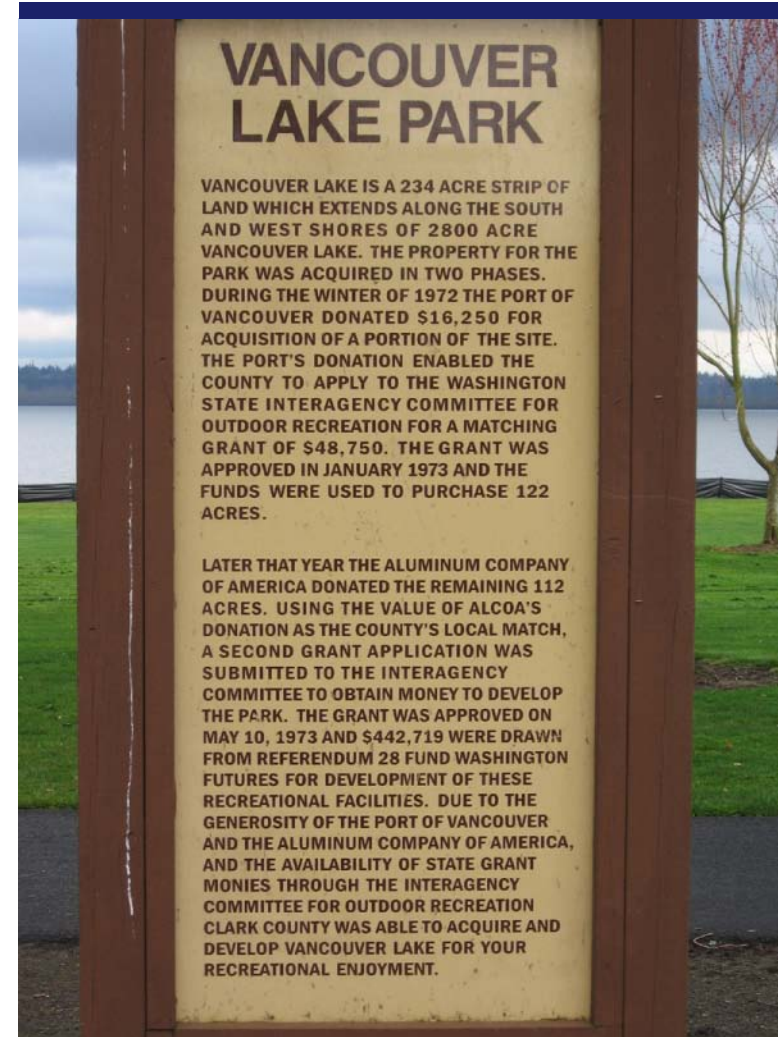 VANCOUVER
LAKE PARK
VANCOUVER LAKE IS A 234 ACRE STRIP OF
LAND WHICH EXTENDS ALONG THE SOUTH
AND WEST SHORES OF 2800 ACRE
VANCOUVER LAKE. THE PROPERTY FOR THE
PARK WAS ACQUIRED IN TWO PHASES.
DURING THE WINTER OF 1972 THE PORT OF
VANCOUVER DONATED $16,250 FOR
ACQUISITION OF A PORTION OF THE SITE.
THE PORT'S DONATION ENABLED THE
COUNTY TO APPLY TO THE WASHINGTON
STATE INTERAGENCY COMMITTEE FOR
OUTDOOR RECREATION FOR A MATCHING
GRANT OF $48,750. THE GRANT WAS
APPROVED IN JANUARY 1973 AND THE
FUNDS WERE USED TO PURCHASE 122
ACRES.
LATER THAT YEAR THE ALUMINUM COMPANY
OF AMERICA DONATED THE REMAINING 112
ACRES. USING THE VALUE OF ALCOA'S
DONATION AS THE COUNTY'S LOCAL MATCH,
A SECOND GRANT APPLICATION WAS
SUBMITTED TO THE INTERAGENCY
COMMITTEE TO OBTAIN MONEY TO DEVELOP
THE PARK. THE GRANT WAS APPROVED ON
MAY 10, 1973 AND $442,719 WERE DRAWN
FROM REFERENDUM 28 FUND WASHINGTON
FUTURES FOR DEVELOPMENT OF THESE
RECREATIONAL FACILITIES. DUE TO THE
GENEROSITY OF THE PORT OF VANCOUVER
AND THE ALUMINUM COMPANY OF AMERICA,
AND THE AVAILABILITY OF STATE GRANT
MONIES THROUGH THE INTERAGENCY
COMMITTEE FOR OUTDOOR RECREATION
CLARK COUNTY WAS ABLE TO ACQUIRE AND
DEVELOP VANCOUVER LAKE FOR YOUR
RECREATIONAL ENJOYMENT.